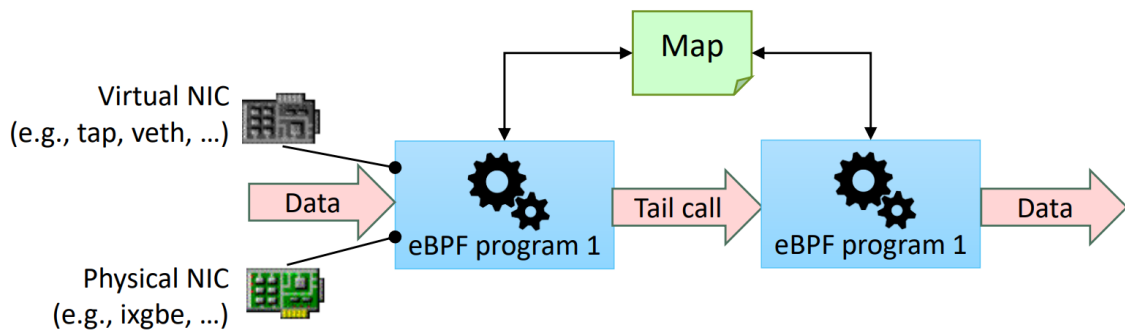 Map
Virtual NIC
(e.g., tap, veth, …)
Data
Tail call
Data
eBPF program 1
eBPF program 1
Physical NIC
(e.g., ixgbe, …)